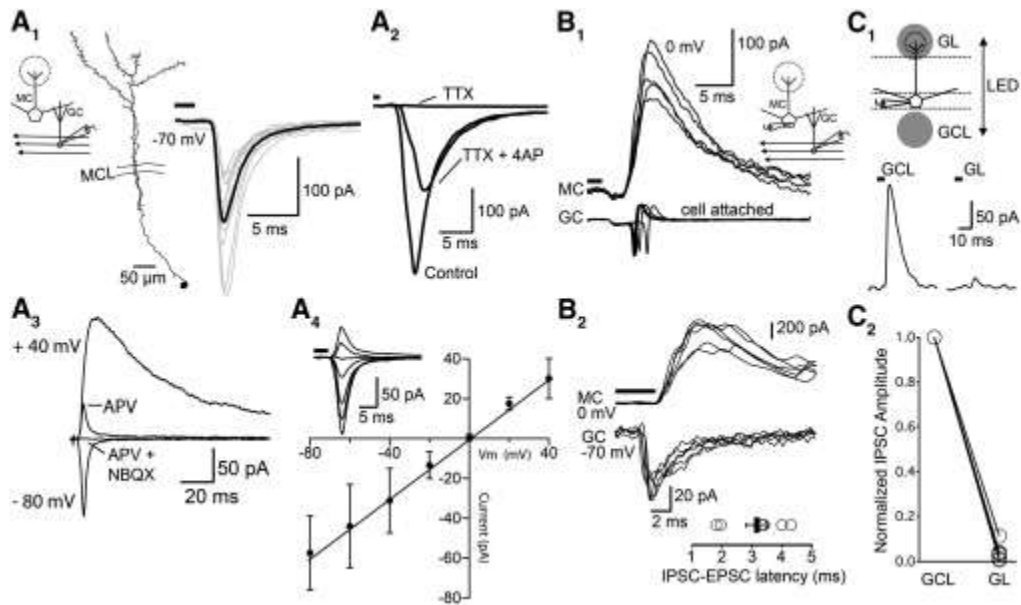 A1
MC
GC
MCL
50 µm
-70 mV
100 pA
5 ms
A2
TTX
TTX + 4AP
100 pA
5 ms
Control
B1
0 mV
100 pA
5 ms
MC
GC
MC
GC
cell attached
C1
GL
LED
GCL
GCL
GL
50 pA
10 ms
A3
+ 40 mV
APV
APV +
NBQX
- 80 mV
50 pA
20 ms
A4
50 pA
5 ms
40
20
-80
-40
Vm (mV)
40
-20
-40
-60
-80
Current (pA)
B2
200 pA
MC
0 mV
GC
-70 mV
20 pA
2 ms
1 2 3 4 5
IPSC-EPSC latency (ms)
C2
Normalized IPSC Amplitude
1.0
0.8
0.6
0.4
0.2
0.0
GCL
GL